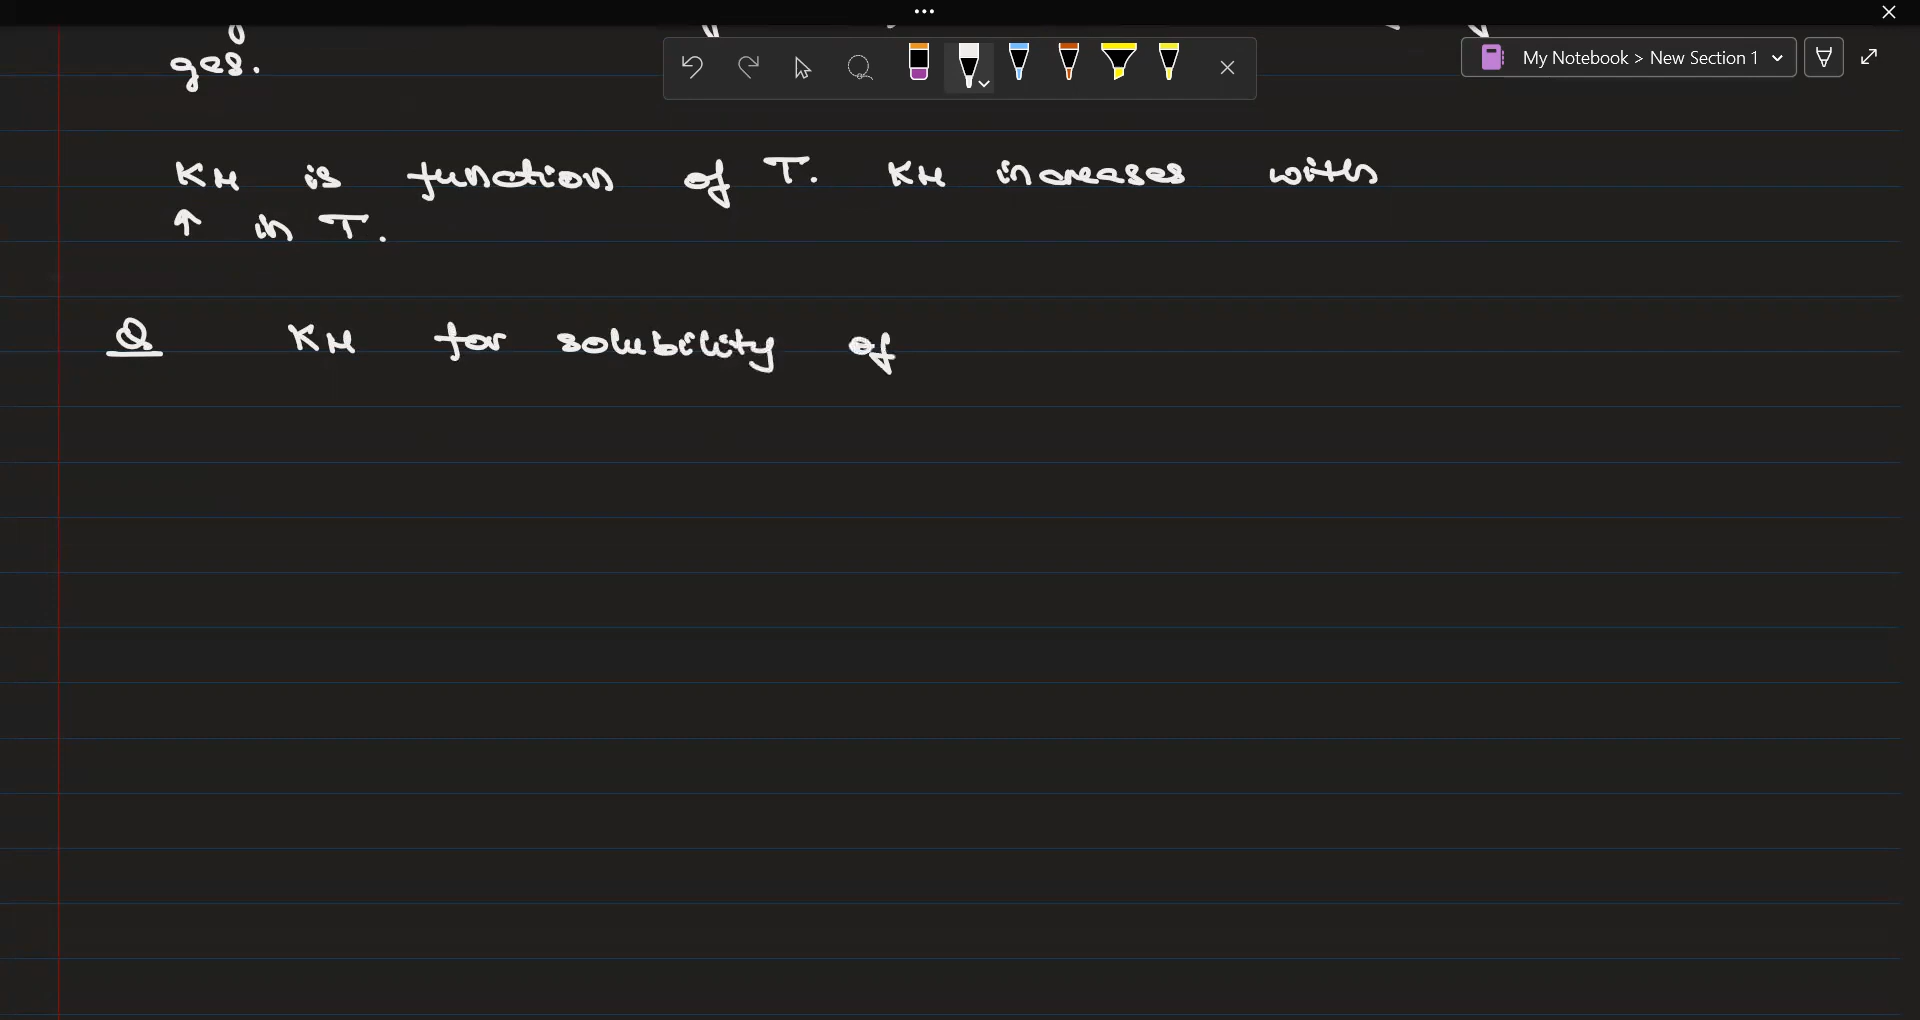 My Notebook > New Section 1
gas.
KH is function of T. KH increases with
↑ in T.
Q KH for solubility of